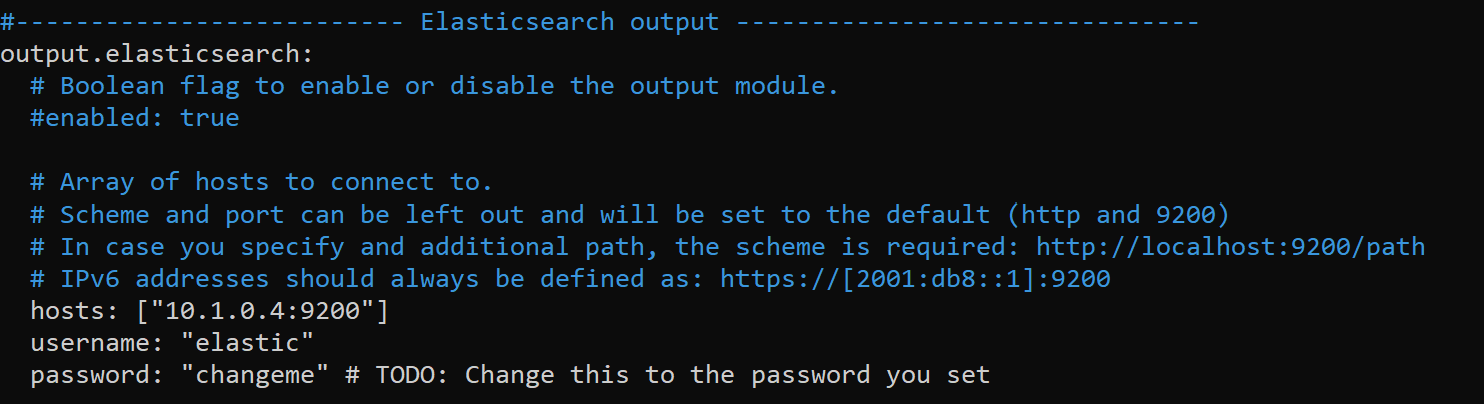 #-------------------------- Elasticsearch output -------------------------------
output.elasticsearch:
  # Boolean flag to enable or disable the output module.
  #enabled: true

  # Array of hosts to connect to.
  # Scheme and port can be left out and will be set to the default (http and 9200)
  # In case you specify and additional path, the scheme is required: http://localhost:9200/path
  # IPv6 addresses should always be defined as: https://[2001:db8::1]:9200
  hosts: ["10.1.0.4:9200"]
  username: "elastic"
  password: "changeme" # TODO: Change this to the password you set